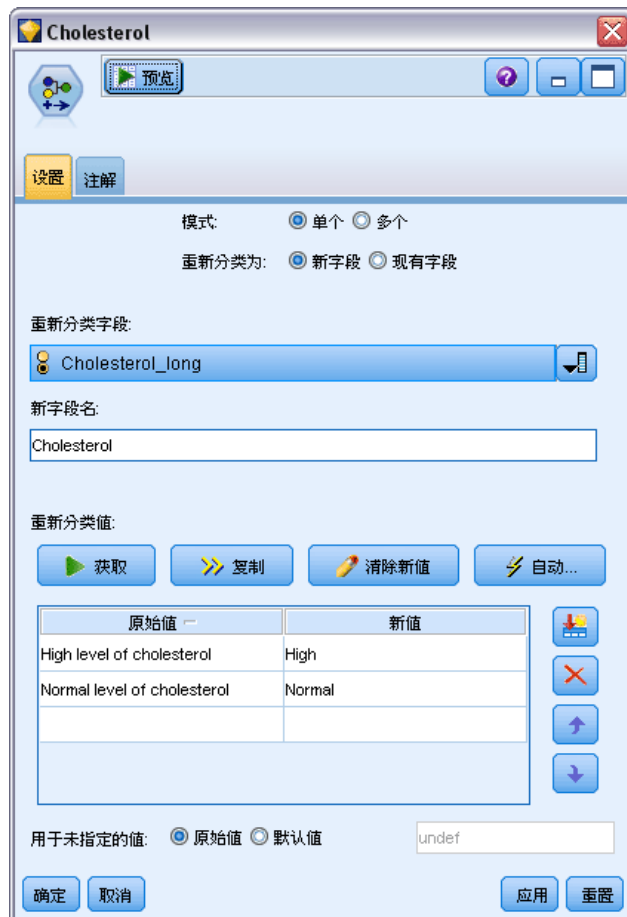 Cholesterol
预览
设置 注解
模式: 单个 多个
重新分类为: 新字段 现有字段
重新分类字段:
Cholesterol_long
新字段名:
Cholesterol
重新分类值:
获取 复制 清除新值 自动...
原始值 新值
High level of cholesterol High
Normal level of cholesterol Normal
用于未指定的值: 原始值 默认值 undef
确定 取消 应用 重置